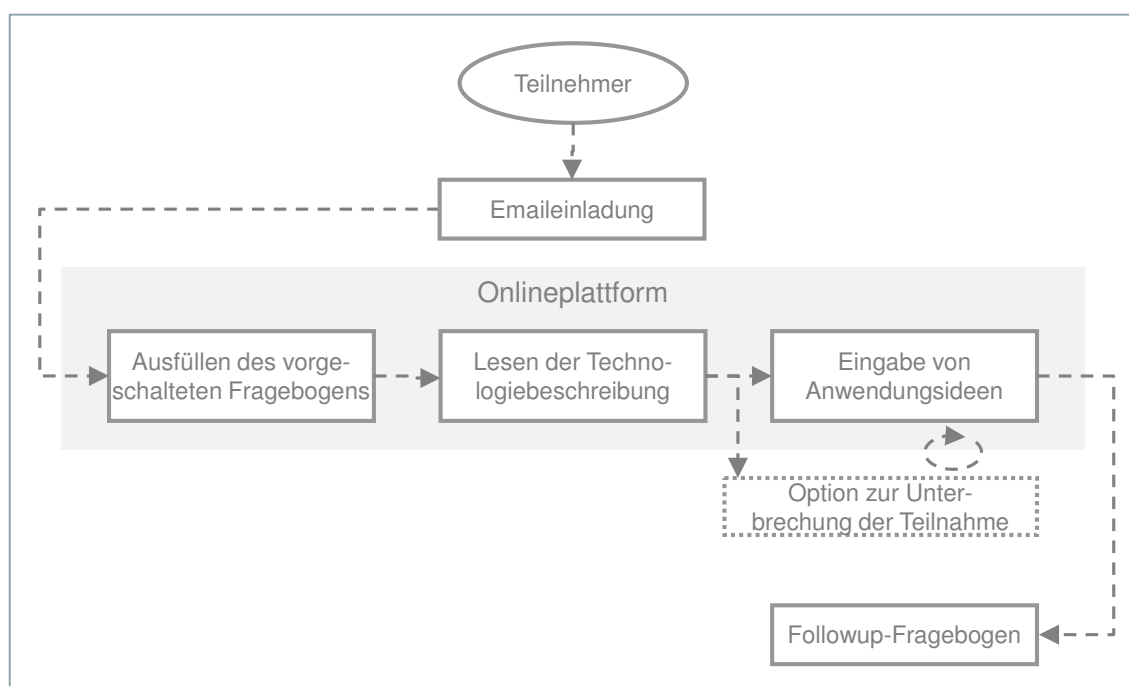 Teilnehmer
Emaileinladung
Onlineplattform
Ausfüllen des vorge-
schalteten Fragebogens
Lesen der Techno-
logiebeschreibung
Eingabe von
Anwendungsideen
Option zur Unter-
brechung der Teilnahme
Followup-Fragebogen